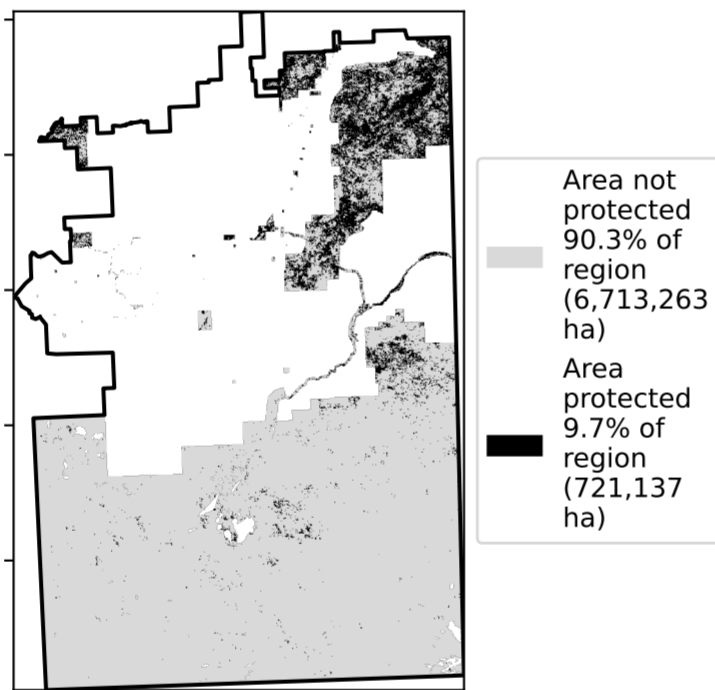 Area not
protected
90.3% of
region
(6,713,263
ha)
Area
protected
9.7% of
region
(721,137
ha)